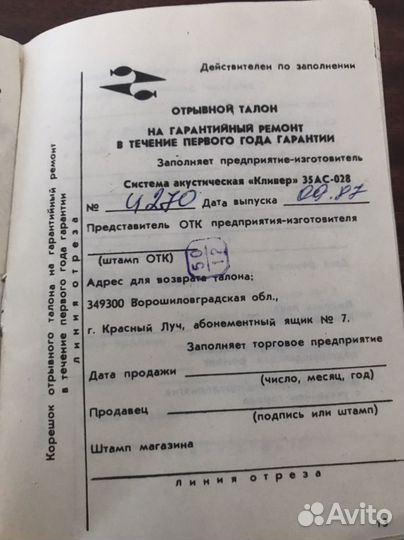 Действителен по заполнении
ОТРЫВНОЙ ТАЛОН
НА ГАРАНТИЙНЫЙ РЕМОНТ
В ТЕЧЕНИЕ ПЕРВОГО ГОДА ГАРАНТИИ
Заполняет предприятие-изготовитель
Система акустическая «Кливер» 35АС-028
№ 4270 Дата выпуска 09.87
Представитель ОТК предприятия-изготовителя
(штамп ОТК)
50
12
Адрес для возврата талона:
349300 Ворошиловградская обл.,
г. Красный Луч, абонементный ящик № 7.
Заполняет торговое предприятие
Дата продажи
(число, месяц, год)
Продавец
(подпись или штамп)
Штамп магазина
линия отреза
Корешок отрывного талона на гарантийный ремонт
в течение первого года гарантии
линия отреза
Avito